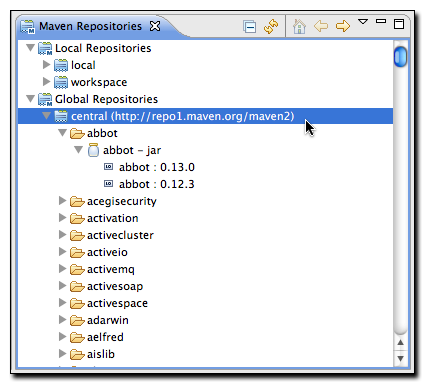 Maven Repositories
Local Repositories
local
workspace
Global Repositories
central (http://repo1.maven.org/maven2)
abbot
abbot - jar
abbot : 0.13.0
abbot : 0.12.3
acegisecurity
activation
activecluster
activeio
activemq
activesoap
activespace
adarwin
aelfred
aislib